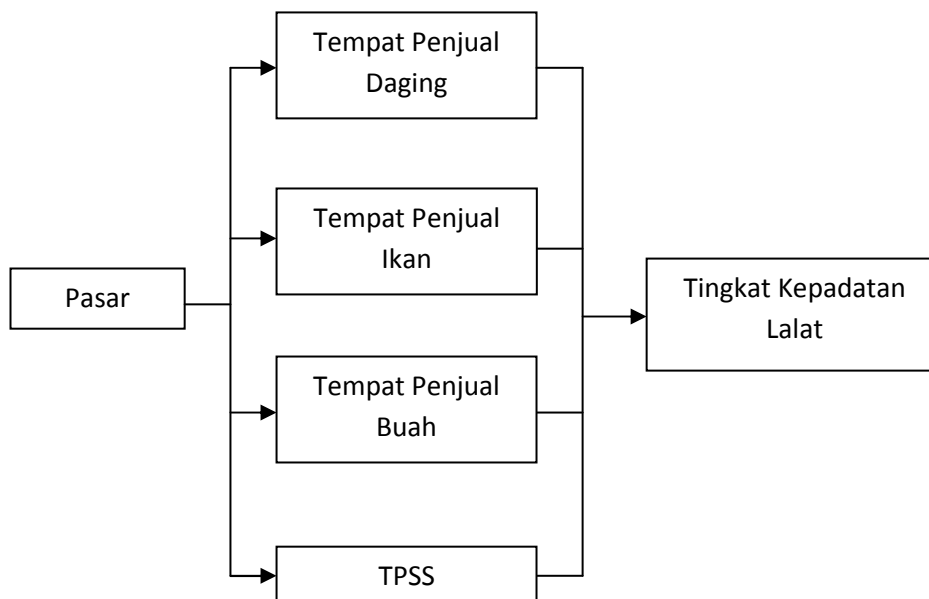 Pasar
Tempat Penjual
Daging
Tempat Penjual
Ikan
Tempat Penjual
Buah
TPSS
Tingkat Kepadatan
Lalat